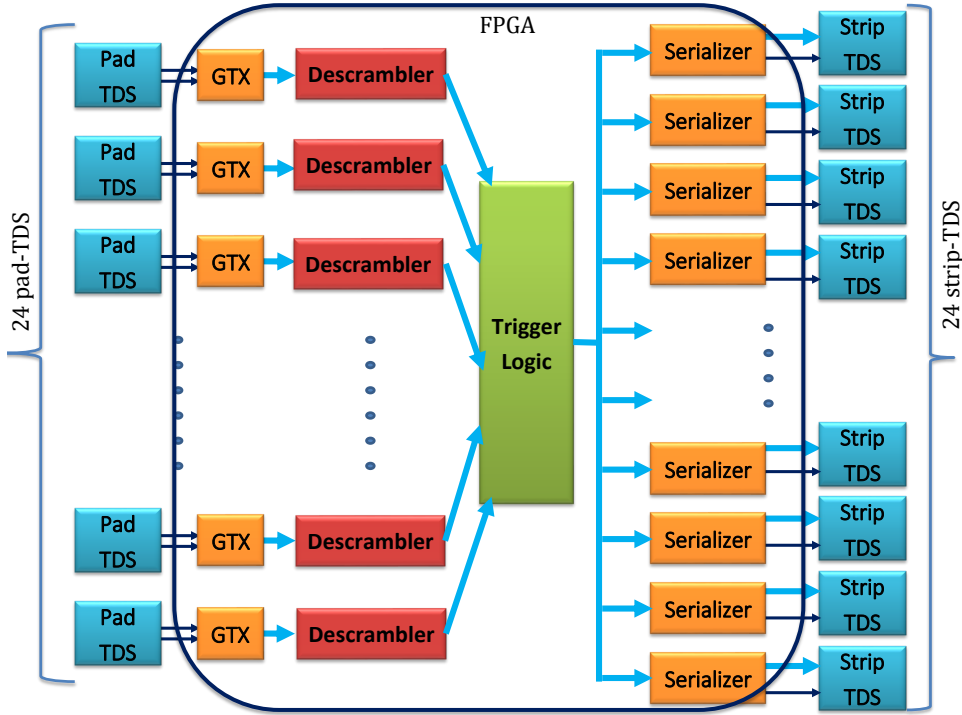 FPGA
24 pad-TDS
Pad
TDS
GTX
Descrambler
Pad
TDS
GTX
Descrambler
Pad
TDS
GTX
Descrambler
Pad
TDS
GTX
Descrambler
Pad
TDS
GTX
Descrambler
Trigger
Logic
Serializer
Strip
TDS
Serializer
Strip
TDS
Serializer
Strip
TDS
Serializer
Strip
TDS
Serializer
Strip
TDS
Serializer
Strip
TDS
Serializer
Strip
TDS
Serializer
Strip
TDS
24 strip-TDS